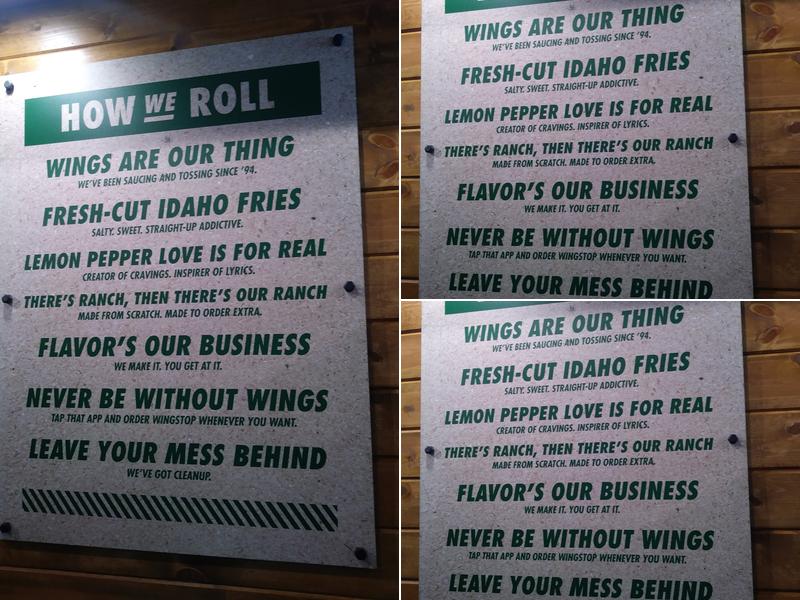 HOW WE ROLL
WINGS ARE OUR THING
WE'VE BEEN SAUCING AND TOSSING SINCE '94.
FRESH-CUT IDAHO FRIES
SALTY. SWEET. STRAIGHT-UP ADDICTIVE.
LEMON PEPPER LOVE IS FOR REAL
CREATOR OF CRAVINGS. INSPIRER OF LYRICS.
THERE'S RANCH, THEN THERE'S OUR RANCH
MADE FROM SCRATCH. MADE TO ORDER EXTRA.
FLAVOR'S OUR BUSINESS
WE MAKE IT. YOU GET AT IT.
NEVER BE WITHOUT WINGS
TAP THAT APP AND ORDER WINGSTOP WHENEVER YOU WANT.
LEAVE YOUR MESS BEHIND
WE'VE GOT CLEANUP.
WINGS ARE OUR THING
WE'VE BEEN SAUCING AND TOSSING SINCE '94.
FRESH-CUT IDAHO FRIES
SALTY. SWEET. STRAIGHT-UP ADDICTIVE.
LEMON PEPPER LOVE IS FOR REAL
CREATOR OF CRAVINGS. INSPIRER OF LYRICS.
THERE'S RANCH, THEN THERE'S OUR RANCH
MADE FROM SCRATCH. MADE TO ORDER EXTRA.
FLAVOR'S OUR BUSINESS
WE MAKE IT. YOU GET AT IT.
NEVER BE WITHOUT WINGS
TAP THAT APP AND ORDER WINGSTOP WHENEVER YOU WANT.
LEAVE YOUR MESS BEHIND
WINGS ARE OUR THING
WE'VE BEEN SAUCING AND TOSSING SINCE '94.
FRESH-CUT IDAHO FRIES
SALTY. SWEET. STRAIGHT-UP ADDICTIVE.
LEMON PEPPER LOVE IS FOR REAL
CREATOR OF CRAVINGS. INSPIRER OF LYRICS.
THERE'S RANCH, THEN THERE'S OUR RANCH
MADE FROM SCRATCH. MADE TO ORDER EXTRA.
FLAVOR'S OUR BUSINESS
WE MAKE IT. YOU GET AT IT.
NEVER BE WITHOUT WINGS
TAP THAT APP AND ORDER WINGSTOP WHENEVER YOU WANT.
LEAVE YOUR MESS BEHIND